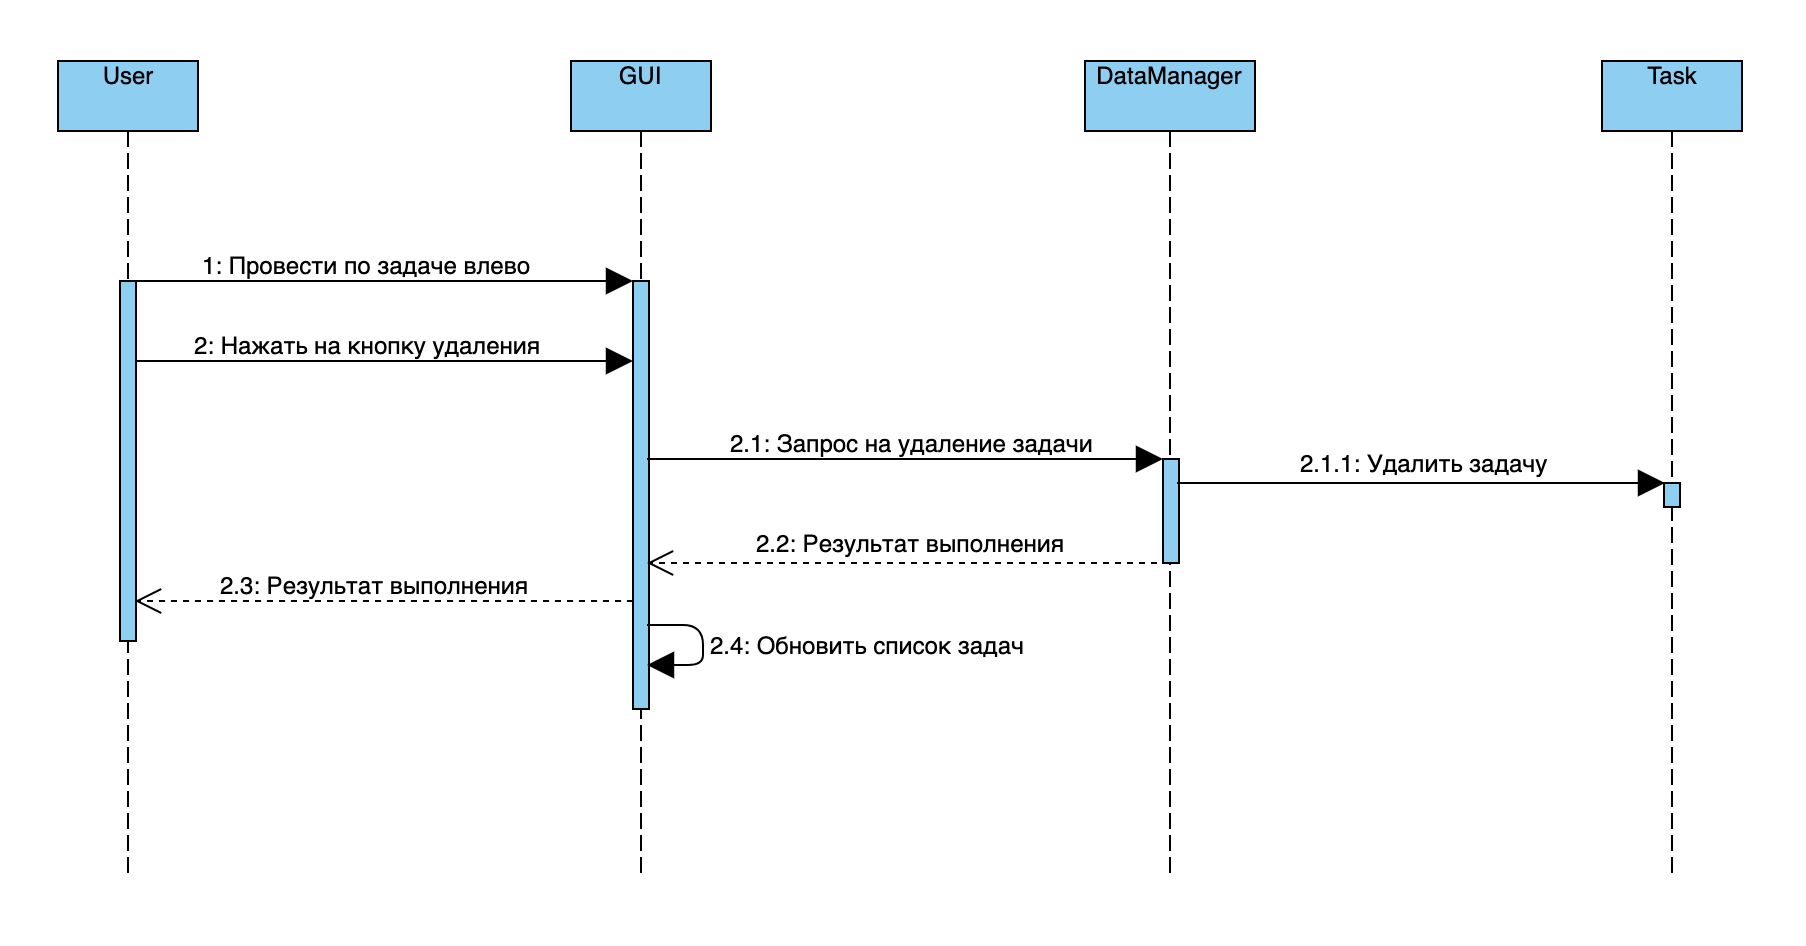 User
GUI
DataManager
Task
1: Провести по задаче влево
2: Нажать на кнопку удаления
2.1: Запрос на удаление задачи
2.1.1: Удалить задачу
2.2: Результат выполнения
2.3: Результат выполнения
2.4: Обновить список задач